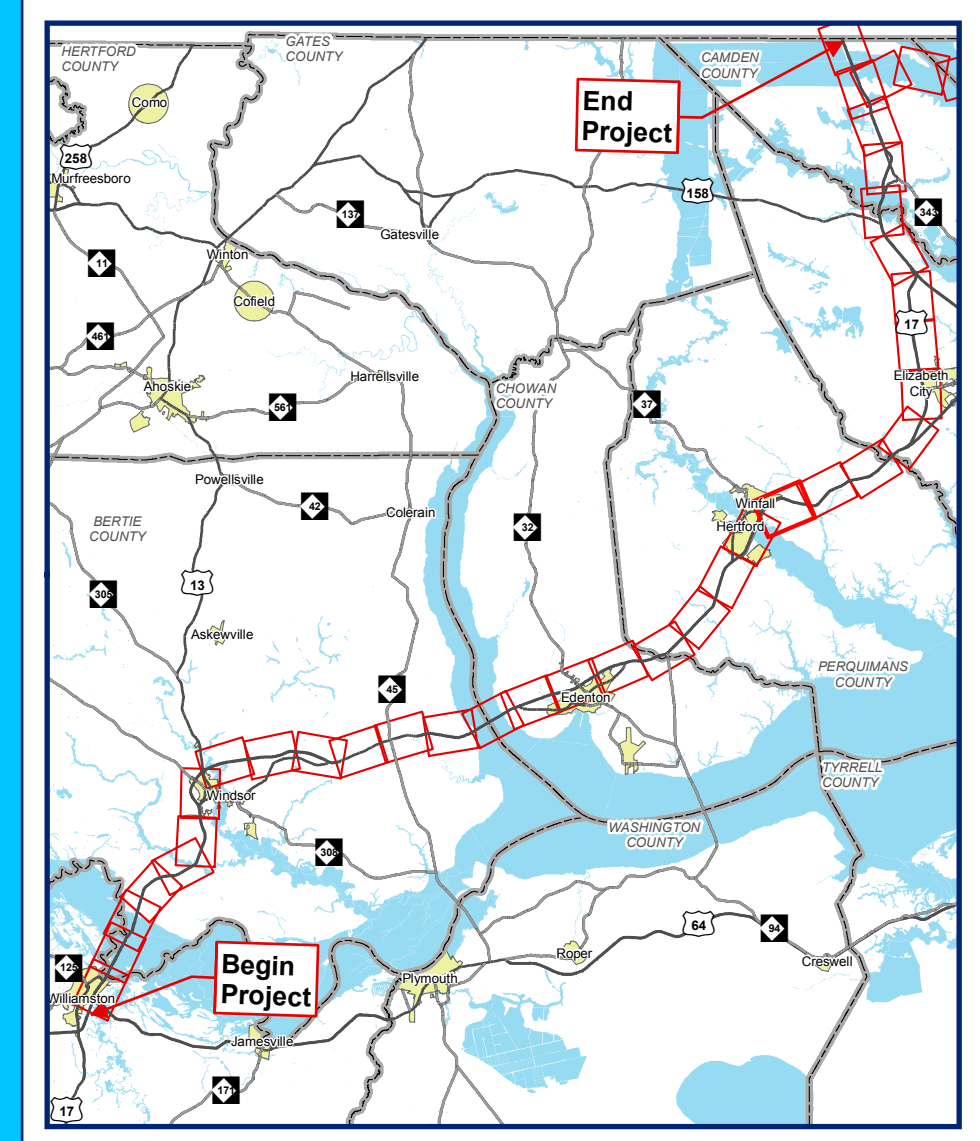 HERTFORD
COUNTY
GATES
COUNTY
CAMDEN
COUNTY
Como
End
Project
258
Murfreesboro
158
137
343
Gatesville
11
Winton
Cofield
17
461
Harrellsville
Elizabeth
City
Ahoskie
CHOWAN
COUNTY
561
37
Powellsville
42
Colerain
Winfall
Hertford
BERTIE
COUNTY
32
13
305
Askewville
PERQUIMANS
COUNTY
45
Edenton
TYRRELL
COUNTY
Windsor
WASHINGTON
COUNTY
308
64
94
125
Begin
Project
Roper
Creswell
Plymouth
Williamston
Jamesville
171
17